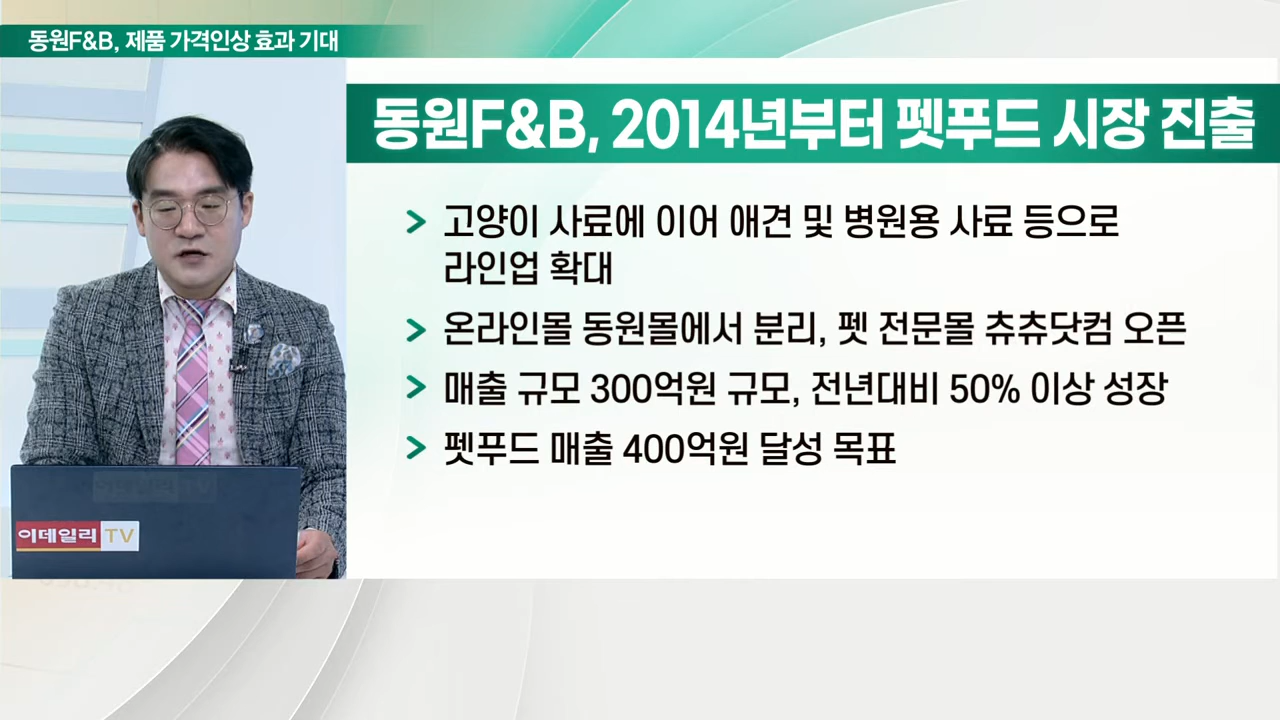 동원F&B, 제품 가격인상 효과 기대
동원F&B, 2014년부터 펫푸드 시장 진출
고양이 사료에 이어 애견 및 병원용 사료 등으로
라인업 확대
온라인몰 동원몰에서 분리, 펫 전문몰 츄츄닷컴 오픈
매출 규모 300억원 규모, 전년대비 50% 이상 성장
펫푸드 매출 400억원 달성 목표
이데일리 TV